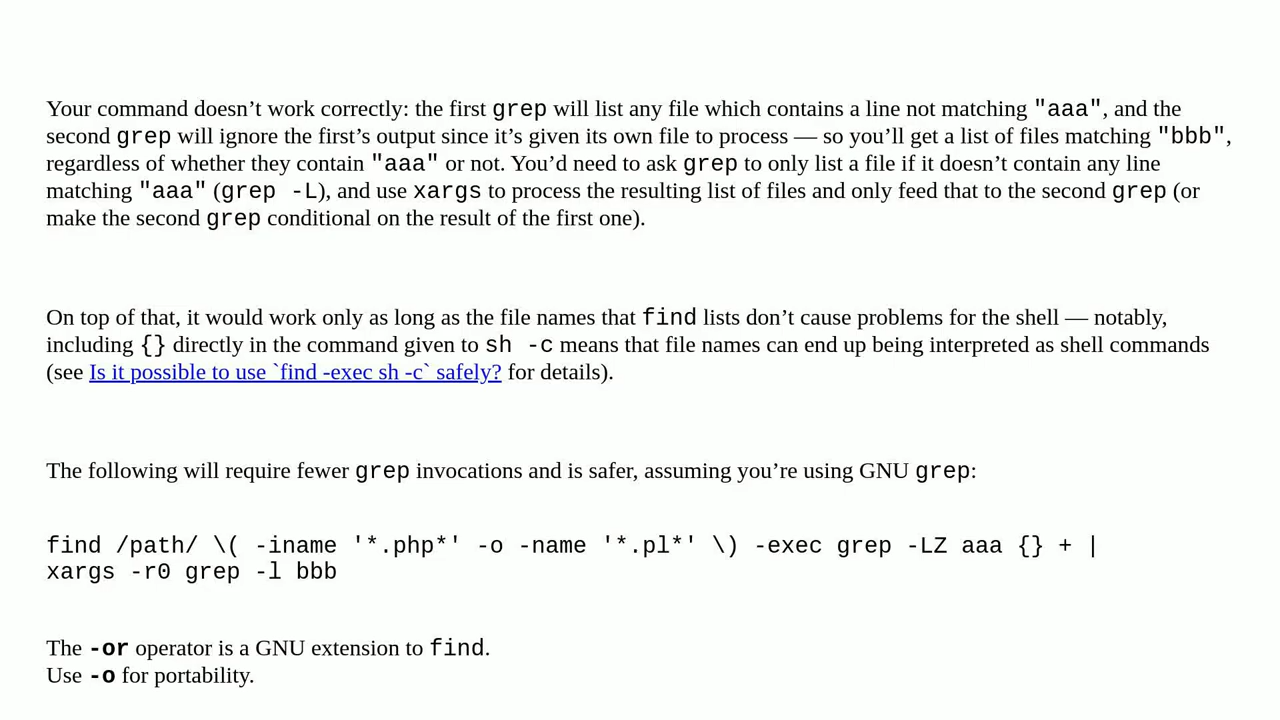 Your command doesn’t work correctly: the first grep will list any file which contains a line not matching "aaa", and the
second grep will ignore the first’s output since it’s given its own file to process — so you’ll get a list of files matching "bbb",
regardless of whether they contain "aaa" or not. You’d need to ask grep to only list a file if it doesn’t contain any line
matching "aaa" (grep -L), and use xargs to process the resulting list of files and only feed that to the second grep (or
make the second grep conditional on the result of the first one).
On top of that, it would work only as long as the file names that find lists don’t cause problems for the shell — notably,
including {} directly in the command given to sh -c means that file names can end up being interpreted as shell commands
(see Is it possible to use `find -exec sh -c` safely? for details).
The following will require fewer grep invocations and is safer, assuming you’re using GNU grep:
find /path/ \( -iname '*.php*' -o -name '*.pl*' \) -exec grep -LZ aaa {} + |
xargs -r0 grep -l bbb
The -or operator is a GNU extension to find.
Use -o for portability.